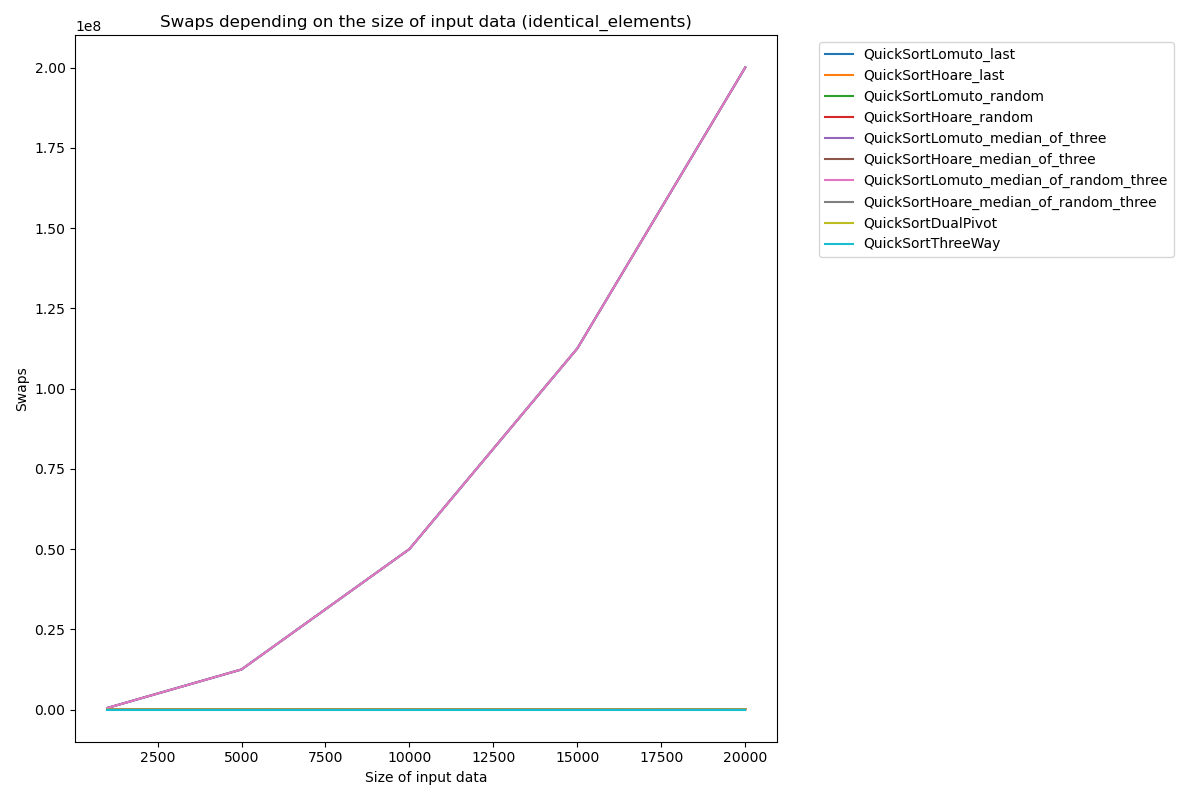 Swaps depending on the size of input data (identical_elements)
1e8
2.00
1.75
1.50
1.25
1.00
0.75
0.50
0.25
0.00
Swaps
2500 5000 7500 10000 12500 15000 17500 20000
Size of input data
QuickSortLomuto_last
QuickSortHoare_last
QuickSortLomuto_random
QuickSortHoare_random
QuickSortLomuto_median_of_three
QuickSortHoare_median_of_three
QuickSortLomuto_median_of_random_three
QuickSortHoare_median_of_random_three
QuickSortDualPivot
QuickSortThreeWay